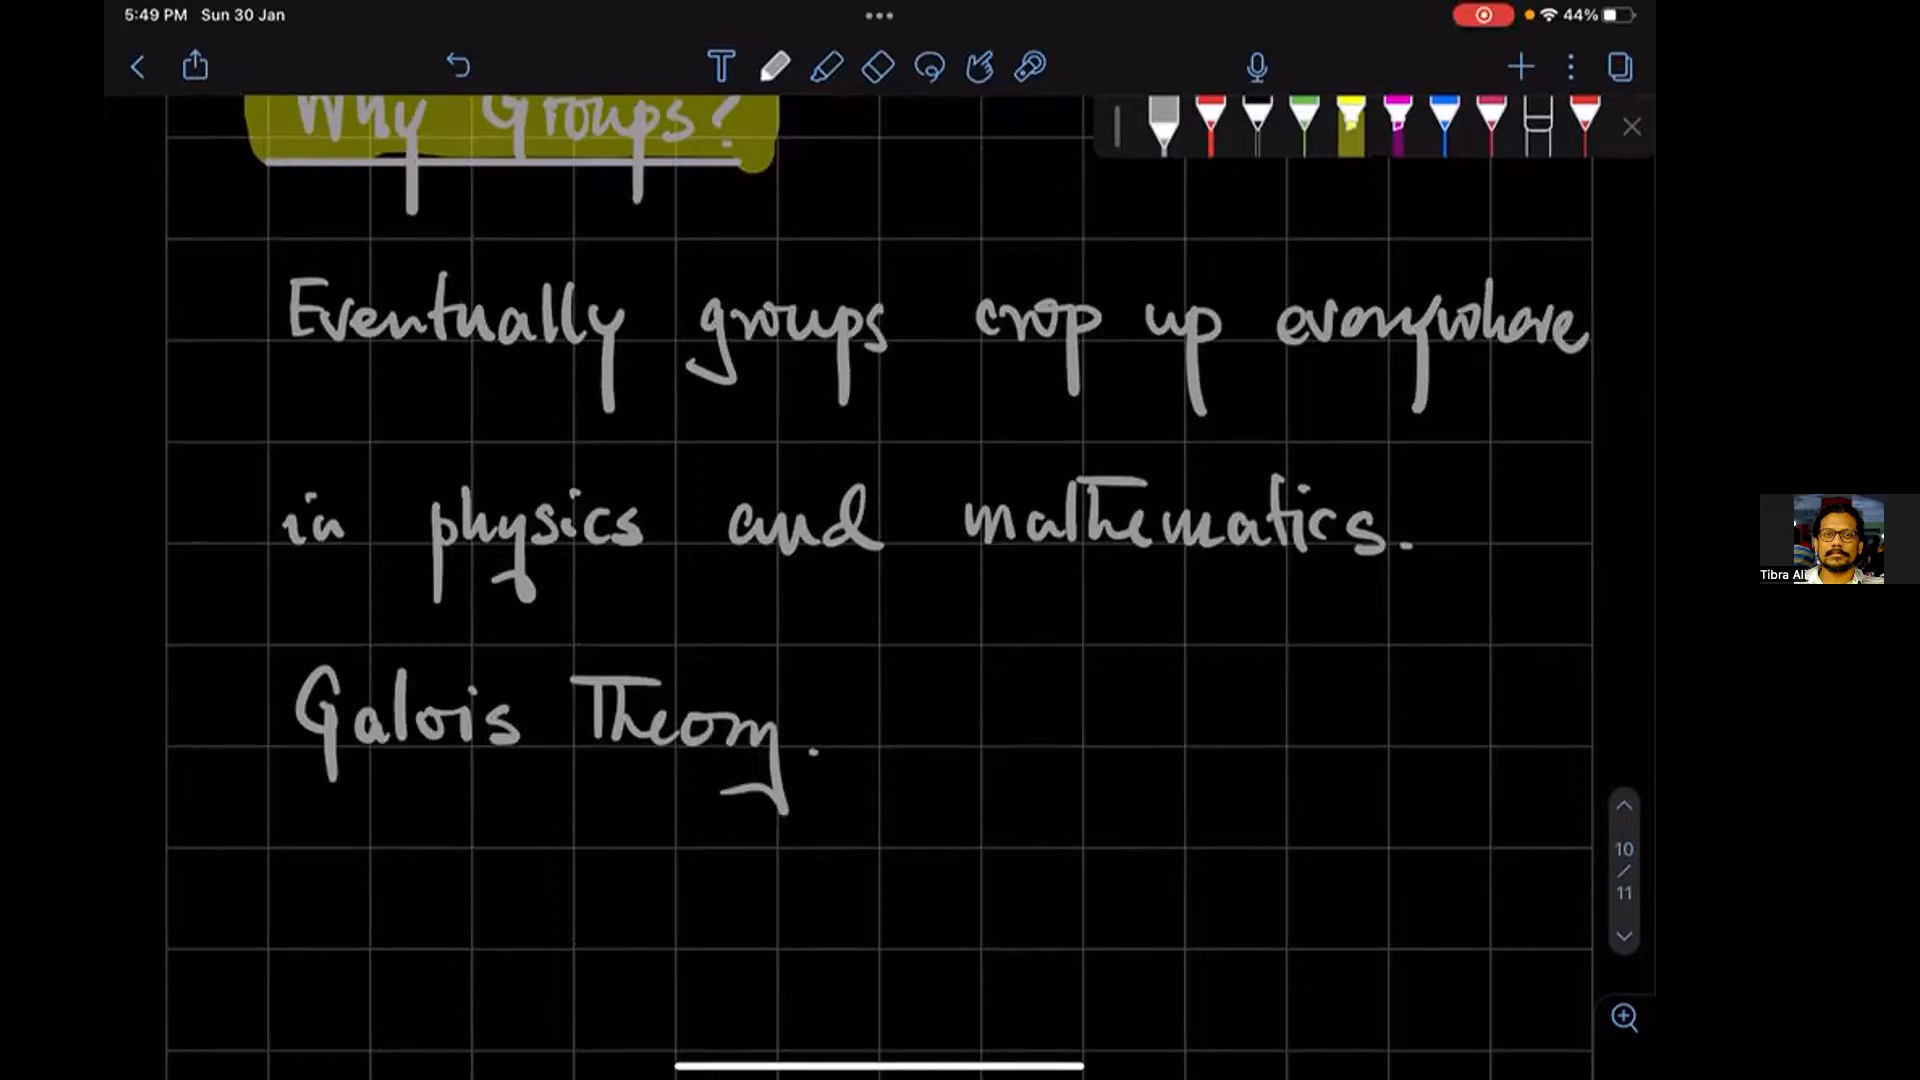 5:49 PM Sun 30 Jan
44%
Why Groups?
Eventually groups crop up everywhere
in physics and mathematics.
Galois Theory.
10
/
11
Tibra Ali